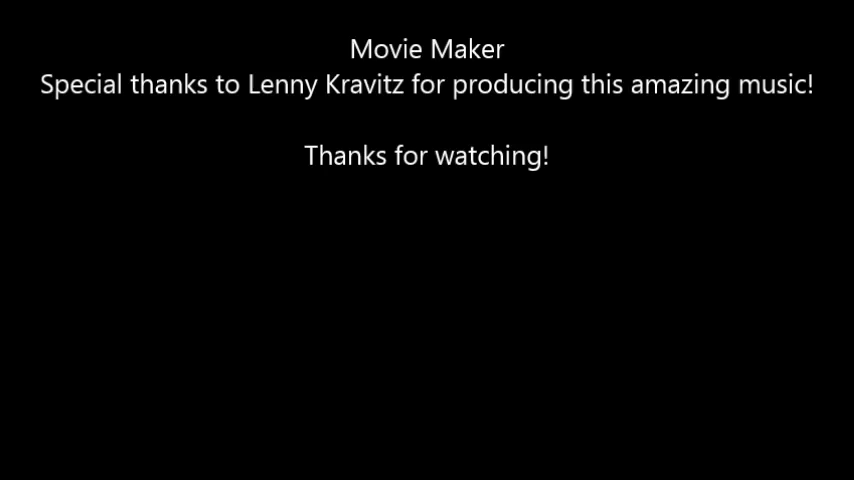 Movie Maker
Special thanks to Lenny Kravitz for producing this amazing music!
Thanks for watching!